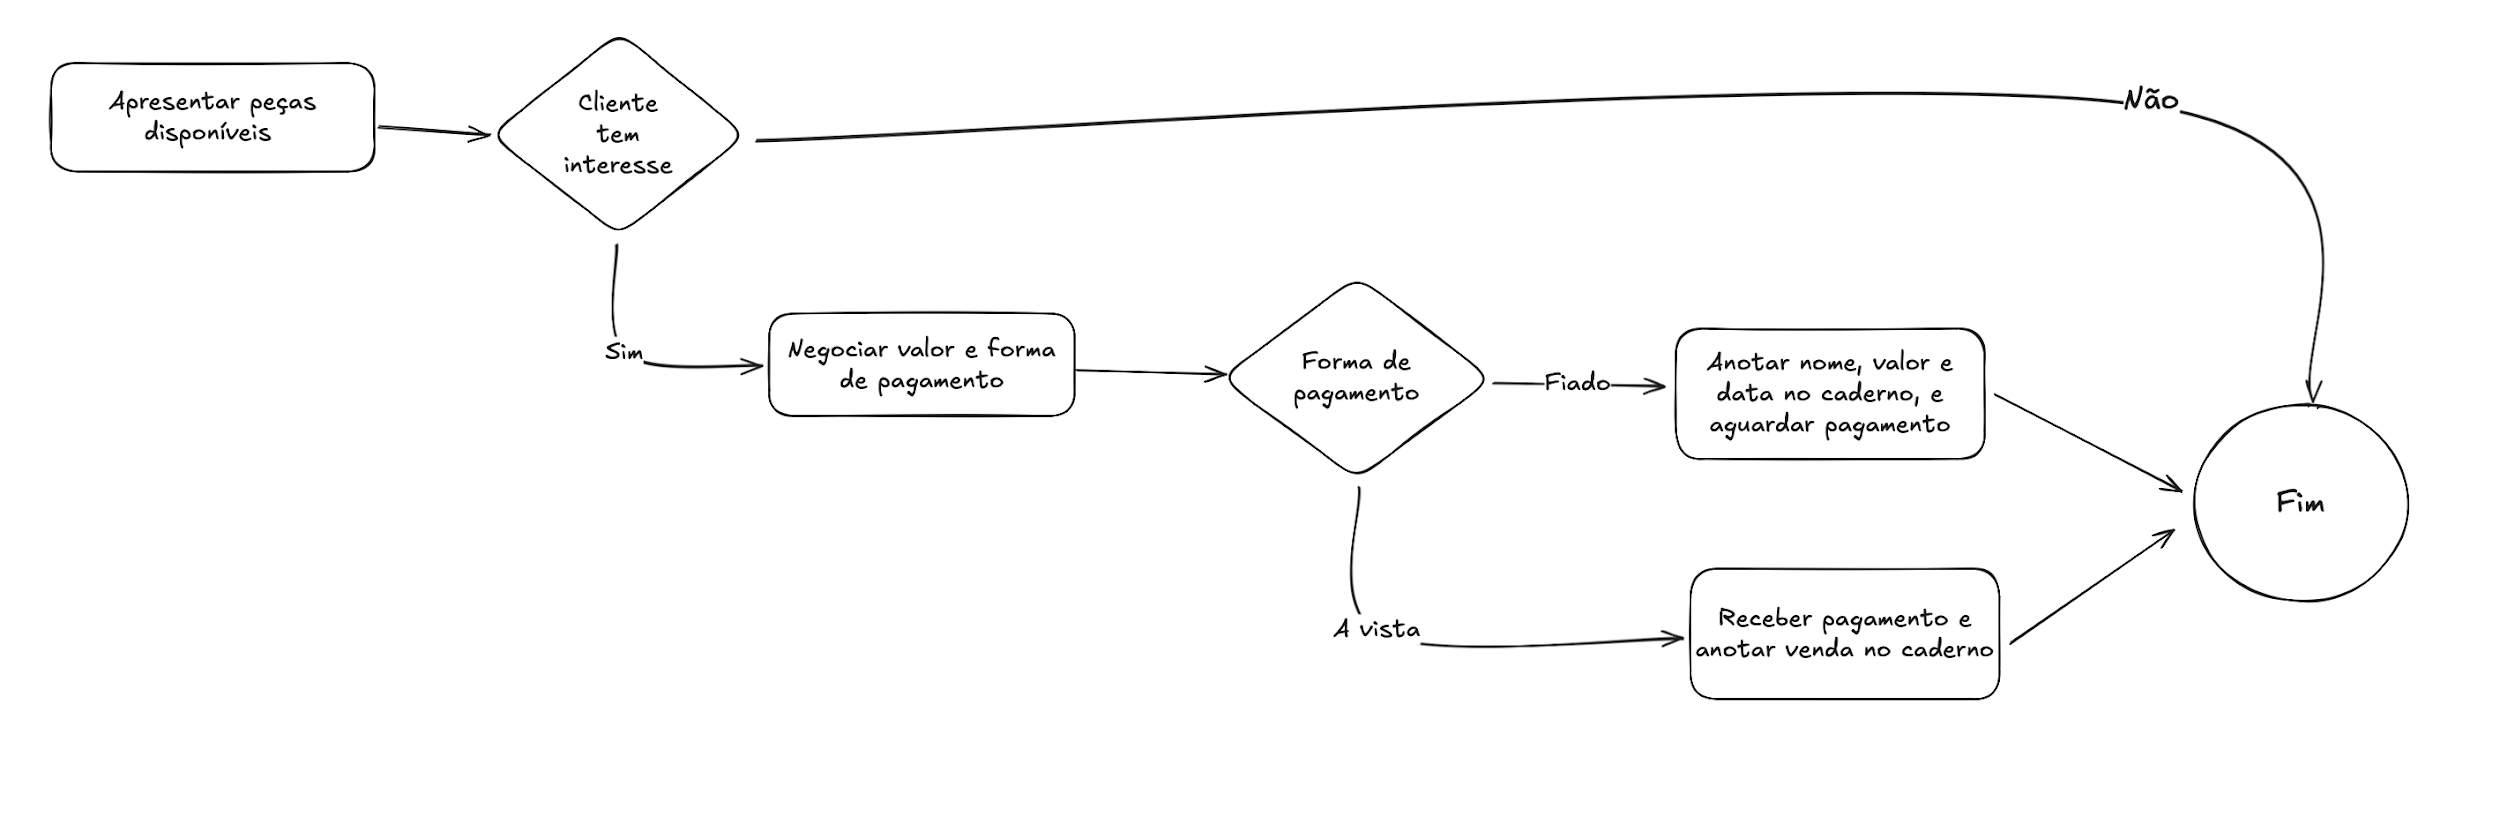 Apresentar peças
disponíveis
Cliente
tem
interesse
Não
Sim
Negociar valor e forma
de pagamento
Forma de
pagamento
Fiado
Anotar nome, valor e
data no caderno, e
aguardar pagamento
A vista
Receber pagamento e
anotar venda no caderno
Fim